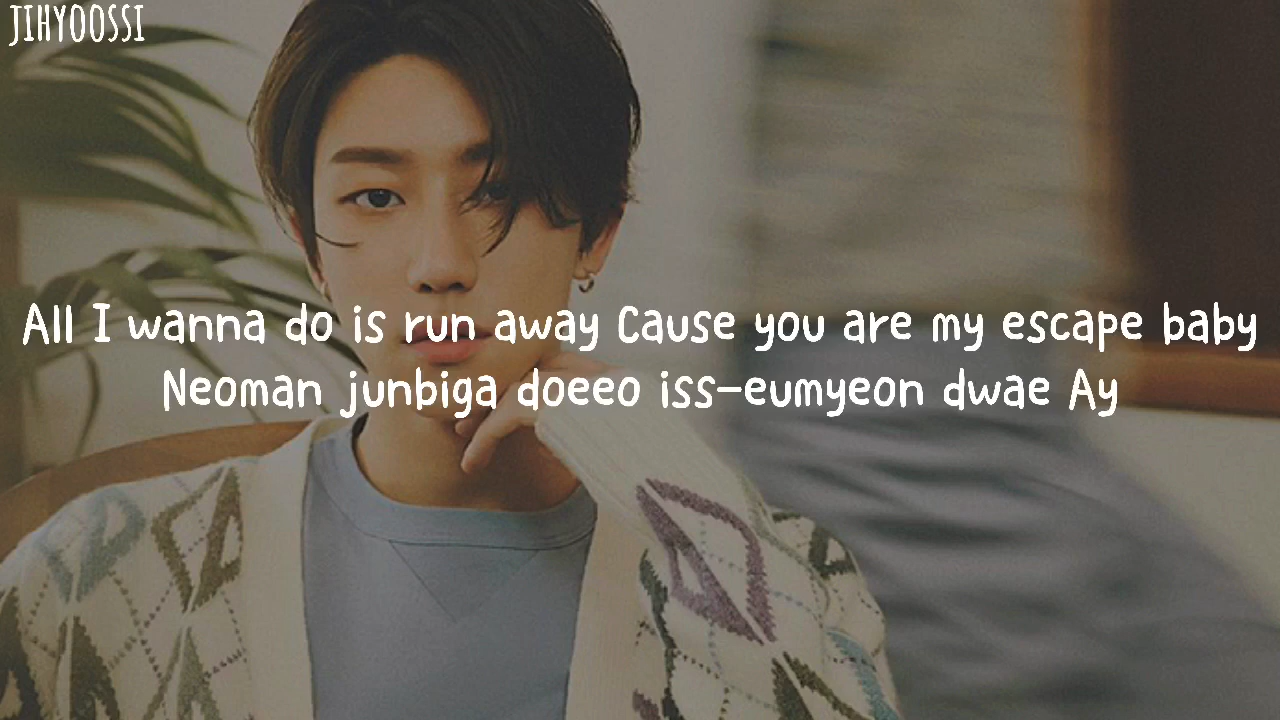 JIHYOOSSI
All I wanna do is run away Cause you are my escape baby
Neoman junbiga doeeo iss-eumyeon dwae Ay